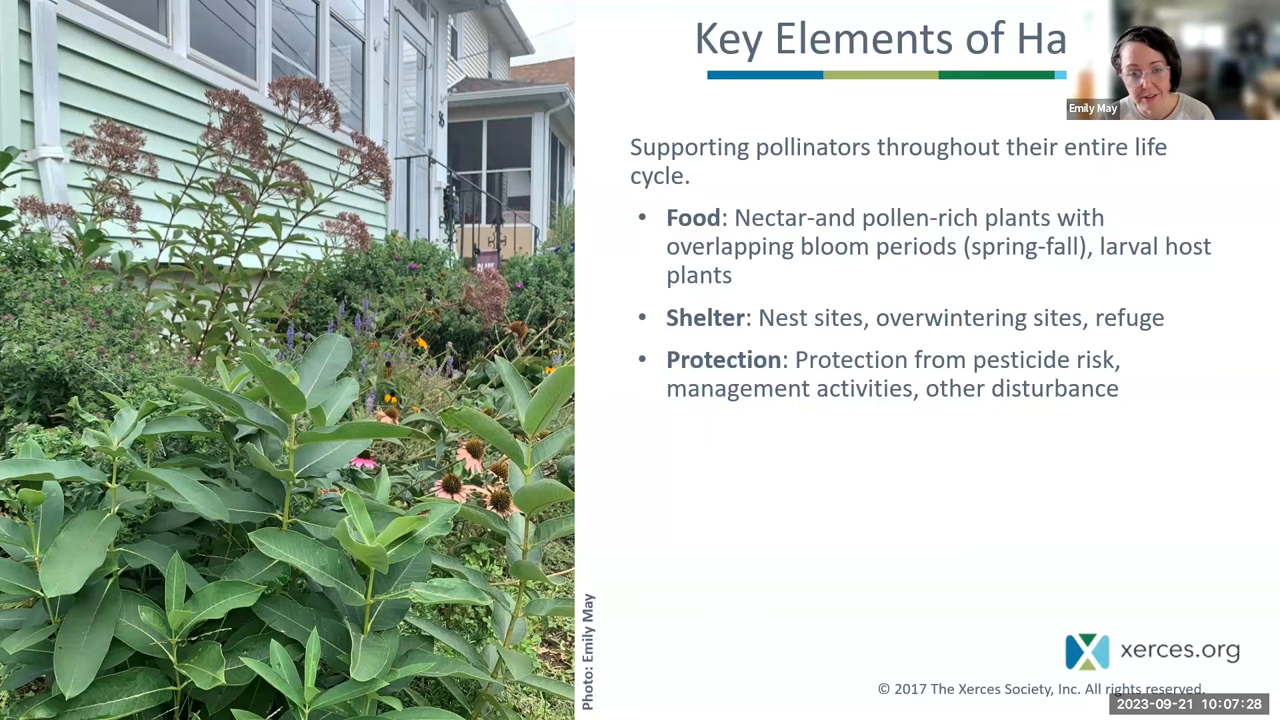 Key Elements of Ha
Emily May
Supporting pollinators throughout their entire life
cycle.
• Food: Nectar-and pollen-rich plants with
overlapping bloom periods (spring-fall), larval host
plants
• Shelter: Nest sites, overwintering sites, refuge
• Protection: Protection from pesticide risk,
management activities, other disturbance
Photo: Emily May
xerces.org
© 2017 The Xerces Society, Inc. All rights reserved.
2023-09-21 10:07:28